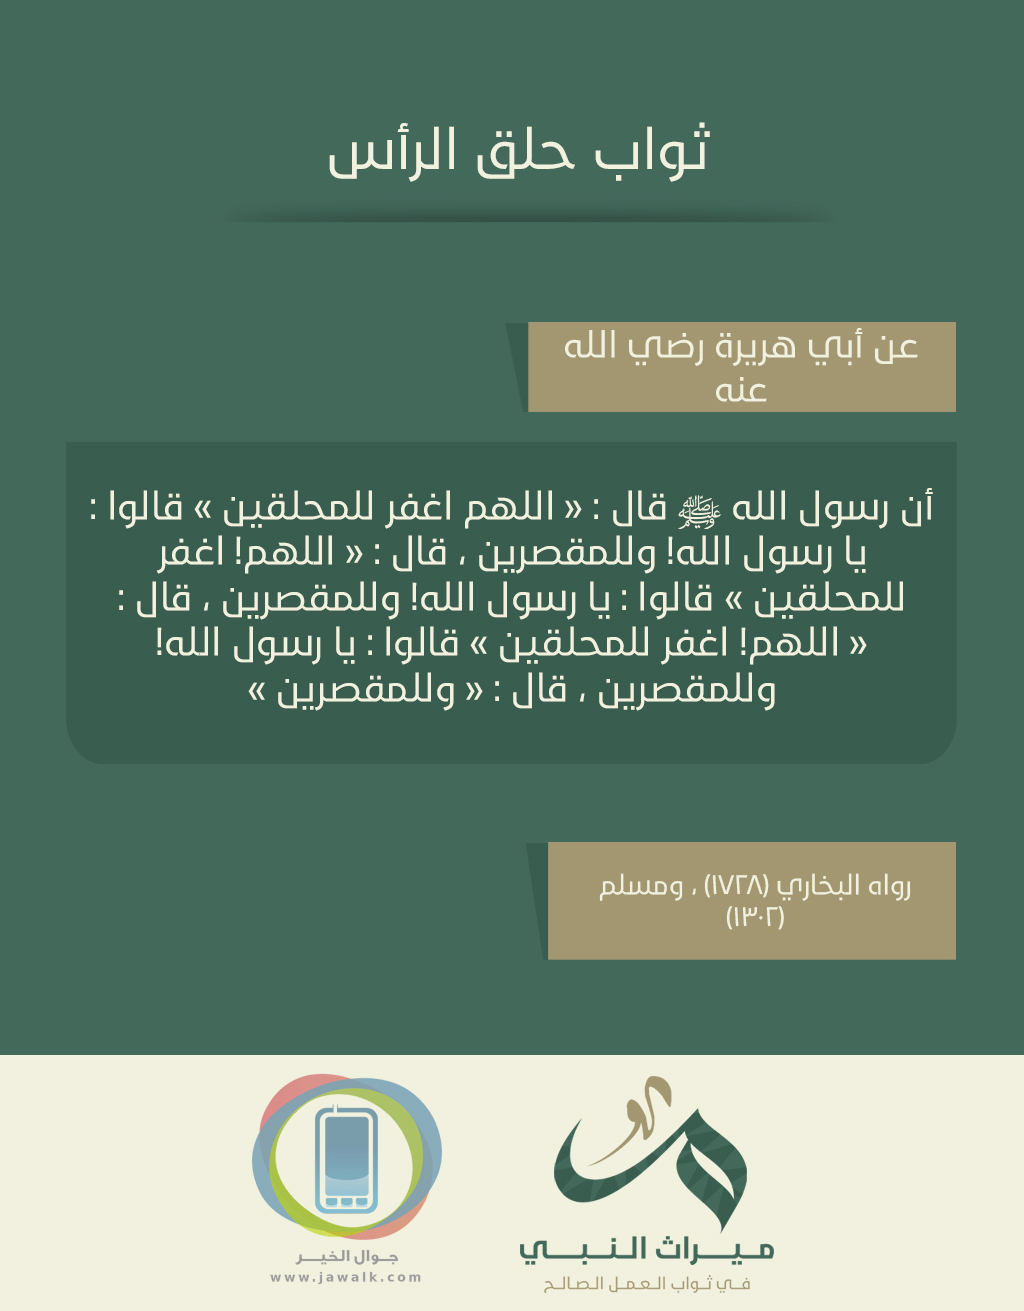 ثواب حلق الرأس
عن أبي هريرة رضي الله
عنه
أن رسول الله ﷺ قال : « اللهم اغفر للمحلقين » قالوا :
يا رسول الله! وللمقصرين ، قال : « اللهم! اغفر
للمحلقين » قالوا : يا رسول الله! وللمقصرين ، قال :
« اللهم! اغفر للمحلقين » قالوا : يا رسول الله!
وللمقصرين ، قال : « وللمقصرين »
رواه البخاري (١٧٢٨) ، ومسلم
(١٣٠٢)
ميراث النبي
في ثواب العمل الصالح
جوال الخير
www.jawalk.com